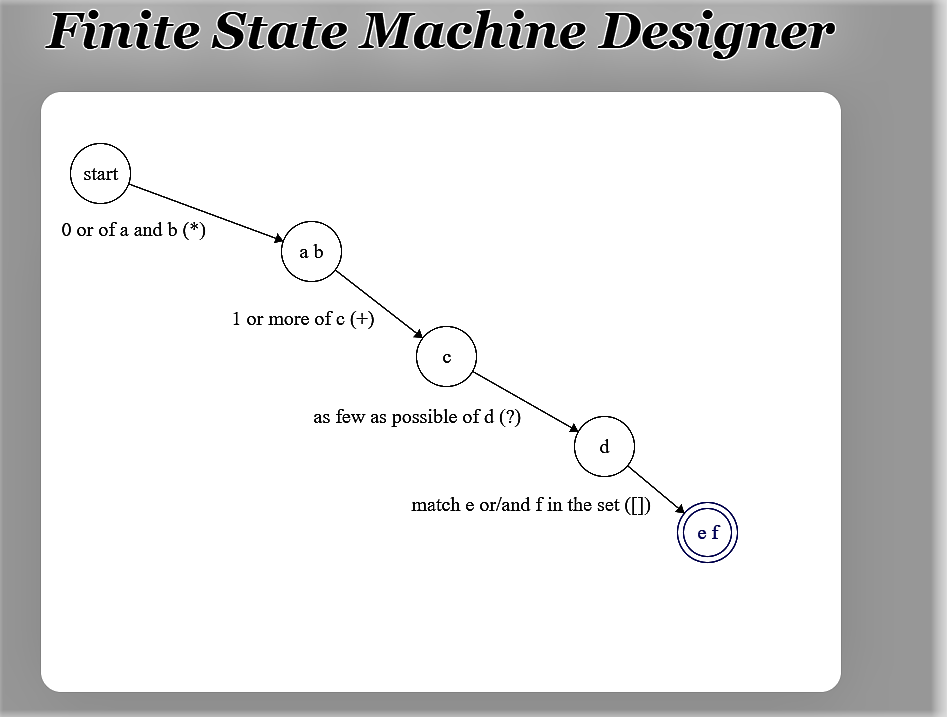 Finite State Machine Designer
start
0 or of a and b (*)
a b
1 or more of c (+)
c
as few as possible of d (?)
d
match e or/and f in the set ([])
e f